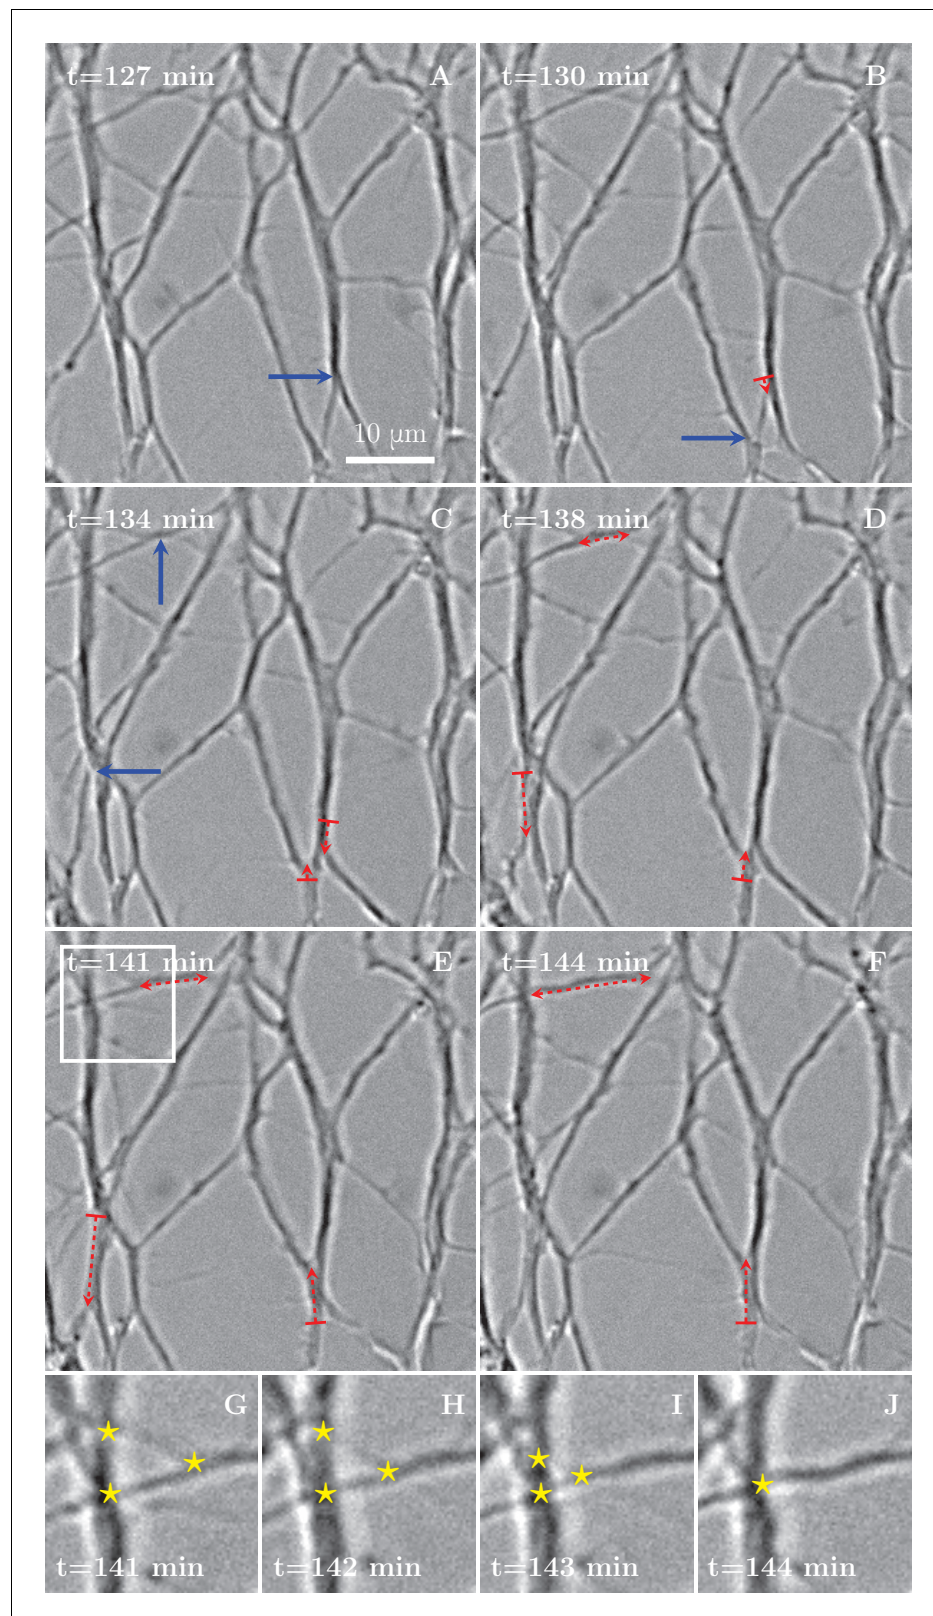 t=127 min A
t=130 min B
10 μm
t=134 min C
t=138 min D
t=141 min E
t=144 min F
G
H
I
J
t=141 min
t=142 min
t=143 min
t=144 min